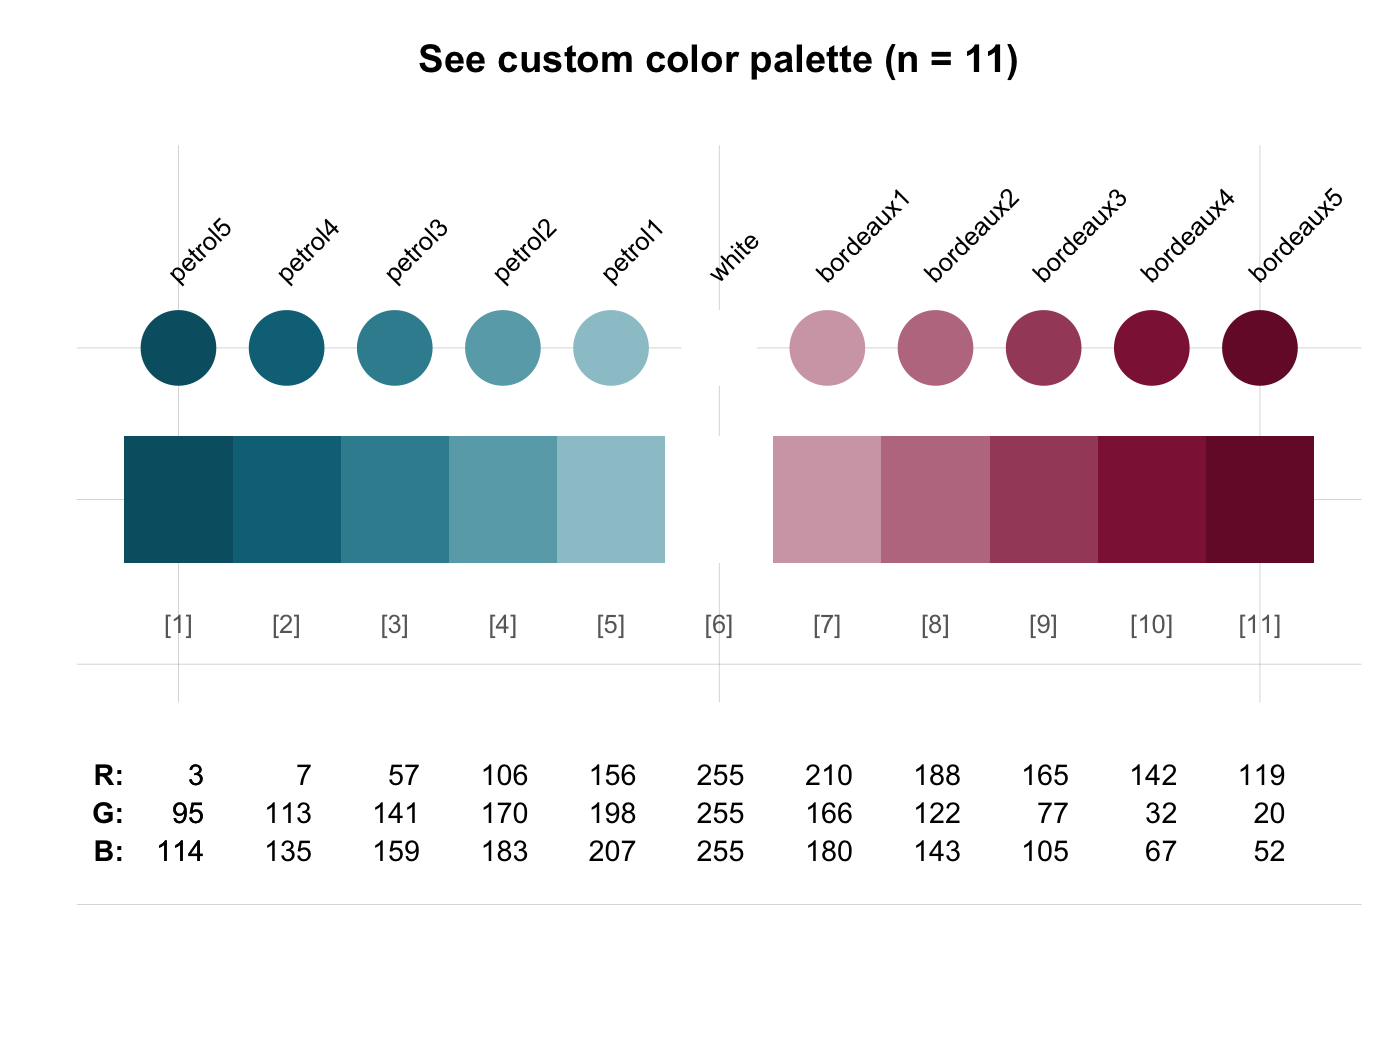 See custom color palette (n = 11)
petrol5 petrol4 petrol3 petrol2 petrol1 white bordeaux1 bordeaux2 bordeaux3 bordeaux4 bordeaux5
[1] [2] [3] [4] [5] [6] [7] [8] [9] [10] [11]
R: 3 7 57 106 156 255 210 188 165 142 119
G: 95 113 141 170 198 255 166 122 77 32 20
B: 114 135 159 183 207 255 180 143 105 67 52